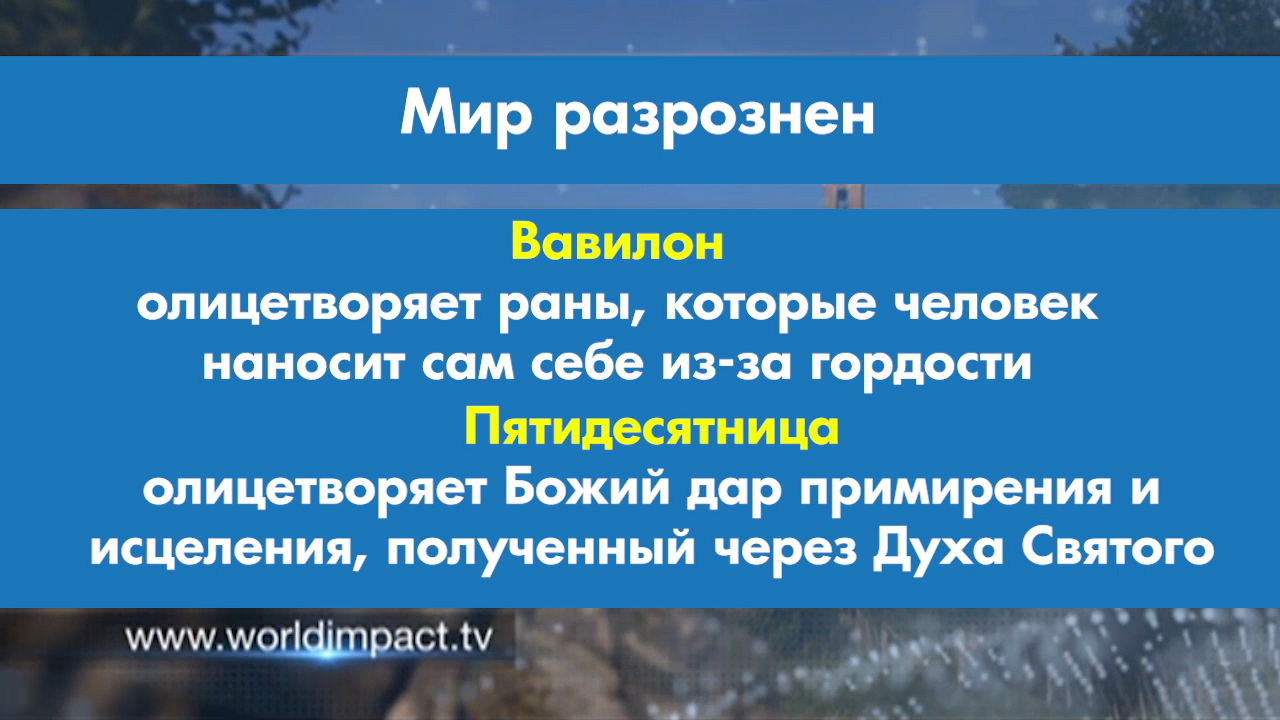 Мир разрознен
Вавилон
олицетворяет раны, которые человек
наносит сам себе из-за гордости
Пятидесятница
олицетворяет Божий дар примирения и
исцеления, полученный через Духа Святого
www.worldimpact.tv